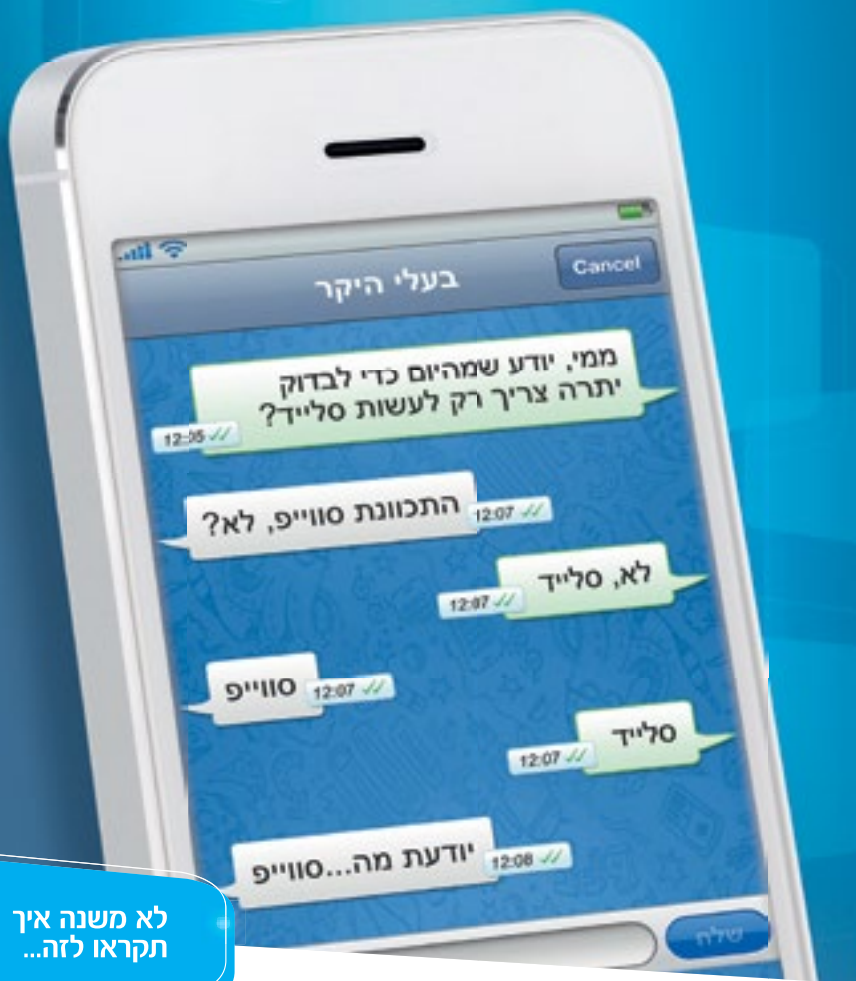 Cancel
בעלי היקר
ממי, יודע שמהיום כדי לבדוק
יתרה צריך רק לעשות סלייד?
12:05
התכוונת סווייפ, לא?
12:07
לא, סלייד
12:07
סווייפ
12:07
סלייד
12:07
יודעת מה...סווייפ
12:08
שלח
לא משנה איך
תקראו לזה...